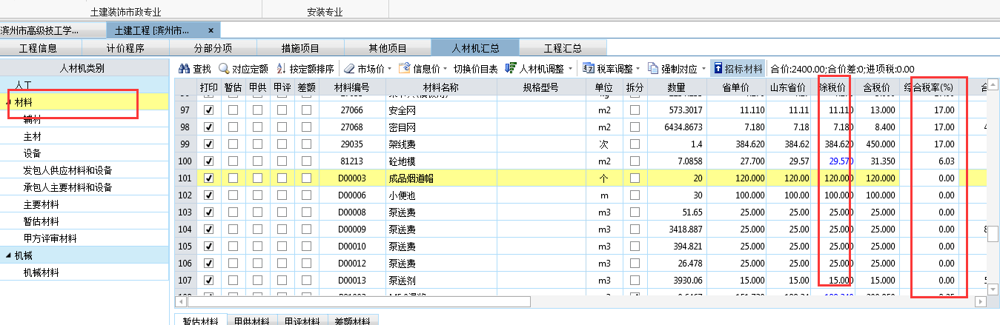 土建装饰市政专业 安装专业
滨州市高级技工学... 土建工程 [滨州市... ×
工程信息 计价程序 分部分项 措施项目 其他项目 人材机汇总 工程汇总
人材机类别
人工
材料
辅材
主材
设备
发包人供应材料和设备
承包人主要材料和设备
主要材料
暂估材料
甲方评审材料
机械
机械材料
查找 对应定额 按定额排序 市场价 信息价 切换价目表 人材机调整 税率调整 强制对应 招标材料 合价:2400.00;合价差:0;进项税:0.00
打印 暂估 甲供 甲评 差额 材料编号 材料名称 规格型号 单位 拆分 数量 省单价 山东省价 除税价 含税价 综合税率(%) 合
97 27066 安全网 m2 573.3017 11.110 11.11 11.110 13.000 17.00
98 27068 密目网 m2 6434.8673 7.180 7.18 7.180 8.400 17.00 4
99 29035 架线费 次 1.4 384.620 384.62 384.620 450.000 17.00
100 81213 砼地模 m2 7.0858 27.700 29.57 29.570 31.350 6.03
101 D00003 成品烟道帽 个 20 120.000 120.00 120.000 120.000 0.00
102 D00006 小便池 m 30 100.000 100.00 100.000 100.000 0.00
103 D00008 泵送费 m3 51.65 25.000 25.00 25.000 25.000 0.00
104 D00009 泵送费 m3 3418.887 25.000 25.00 25.000 25.000 0.00 8
105 D00010 泵送费 m3 394.821 25.000 25.00 25.000 25.000 0.00
106 D00012 泵送费 m3 26.478 25.000 25.00 25.000 25.000 0.00
107 D00013 泵送剂 m3 3930.06 15.000 15.00 15.000 15.000 0.00 5
暂估材料 甲供材料 甲评材料 差额材料